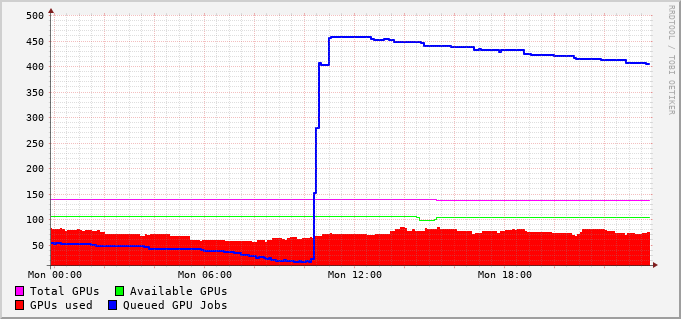 500
450
400
350
300
250
200
150
100
50
Mon 00:00 Mon 06:00 Mon 12:00 Mon 18:00
Total GPUs Available GPUs
GPUs used Queued GPU Jobs
RRDTOOL / TOBI OETIKER